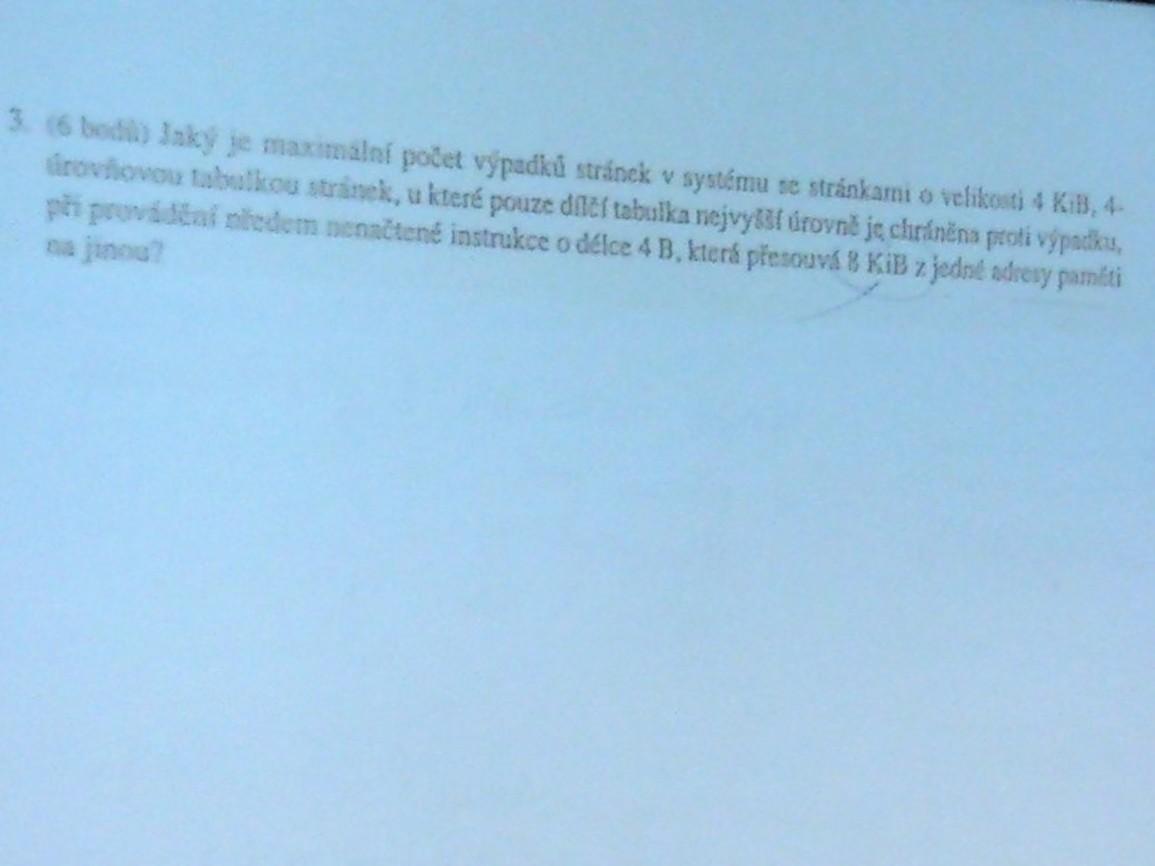 3. (6 bodů) Jaký je maximální počet výpadků stránek v systému se stránkami o velikosti 4 KiB, 4-
úrovňovou tabulkou stránek, u které pouze dílčí tabulka nejvyšší úrovně je chráněna proti výpadku,
při provádění předem nenačtené instrukce o délce 4 B, která přesouvá 8 KiB z jedné adresy paměti
na jinou?